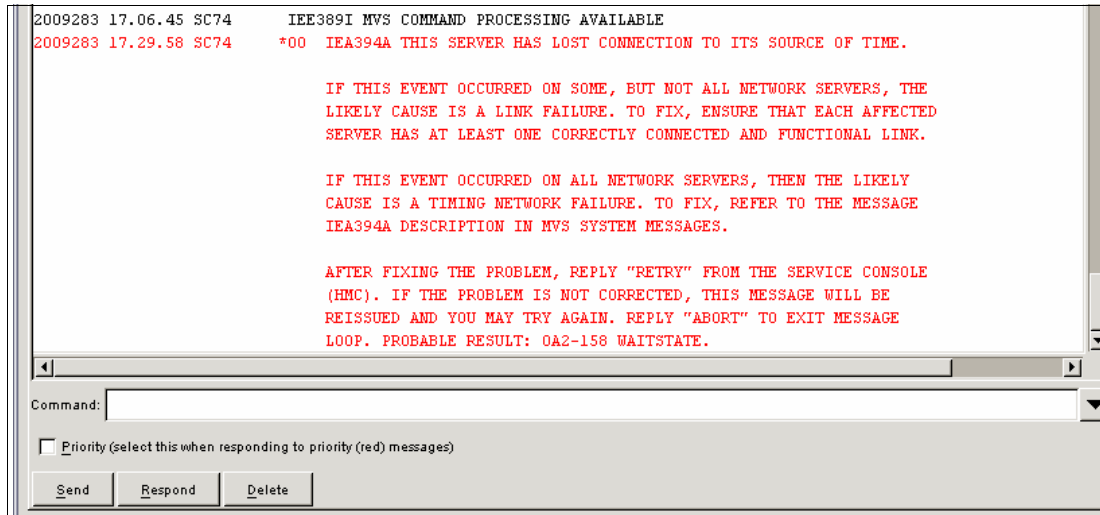 2009283 17.06.45 SC74 IEE389I MVS COMMAND PROCESSING AVAILABLE
2009283 17.29.58 SC74 *00 IEA394A THIS SERVER HAS LOST CONNECTION TO ITS SOURCE OF TIME.
IF THIS EVENT OCCURRED ON SOME, BUT NOT ALL NETWORK SERVERS, THE
LIKELY CAUSE IS A LINK FAILURE. TO FIX, ENSURE THAT EACH AFFECTED
SERVER HAS AT LEAST ONE CORRECTLY CONNECTED AND FUNCTIONAL LINK.
IF THIS EVENT OCCURRED ON ALL NETWORK SERVERS, THEN THE LIKELY
CAUSE IS A TIMING NETWORK FAILURE. TO FIX, REFER TO THE MESSAGE
IEA394A DESCRIPTION IN MVS SYSTEM MESSAGES.
AFTER FIXING THE PROBLEM, REPLY "RETRY" FROM THE SERVICE CONSOLE
(HMC). IF THE PROBLEM IS NOT CORRECTED, THIS MESSAGE WILL BE
REISSUED AND YOU MAY TRY AGAIN. REPLY "ABORT" TO EXIT MESSAGE
LOOP. PROBABLE RESULT: 0A2-158 WAITSTATE.
Command:
Priority (select this when responding to priority (red) messages)
Send Respond Delete